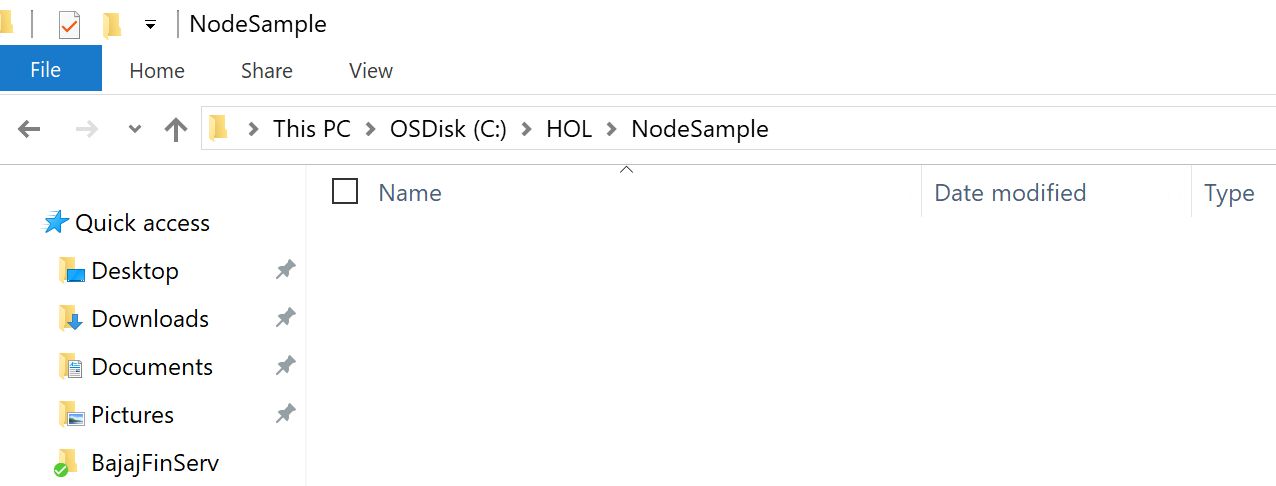 NodeSample
File Home Share View
This PC OSDisk (C:) HOL NodeSample
Name Date modified Type
Quick access
Desktop
Downloads
Documents
Pictures
BajajFinServ